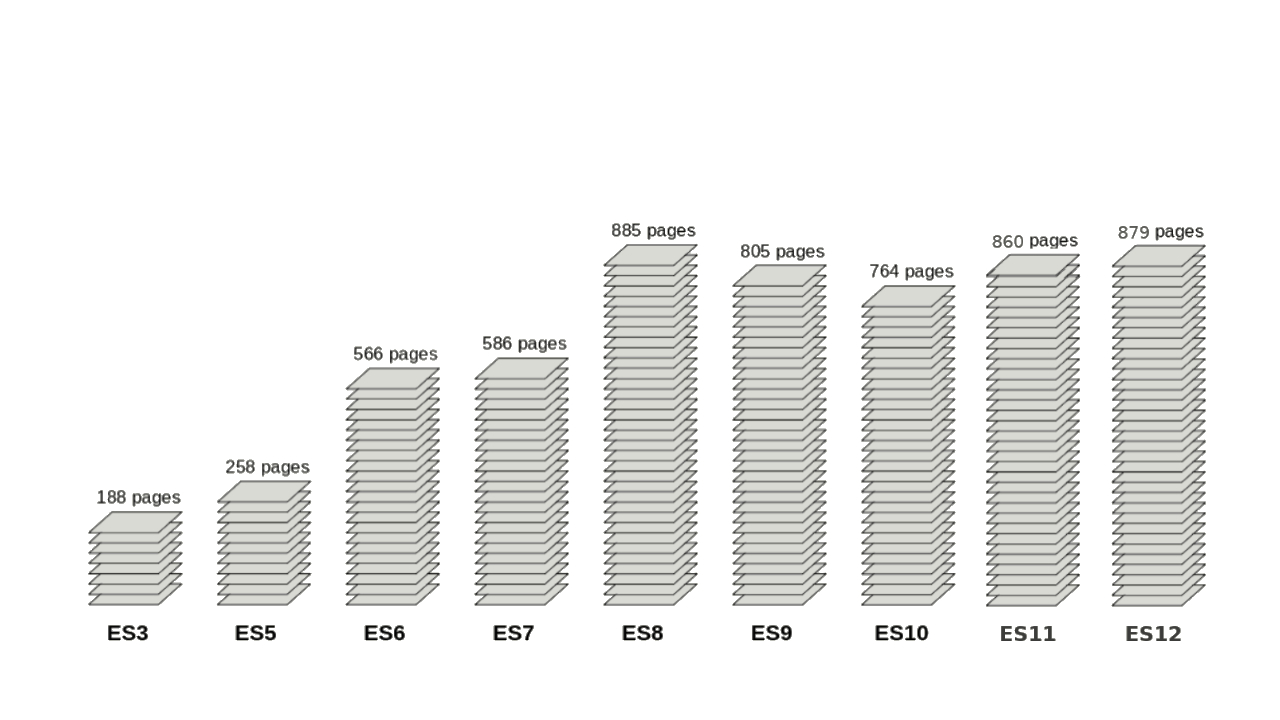 188 pages
258 pages
566 pages
586 pages
885 pages
805 pages
764 pages
860 pages
879 pages
ES3
ES5
ES6
ES7
ES8
ES9
ES10
ES11
ES12